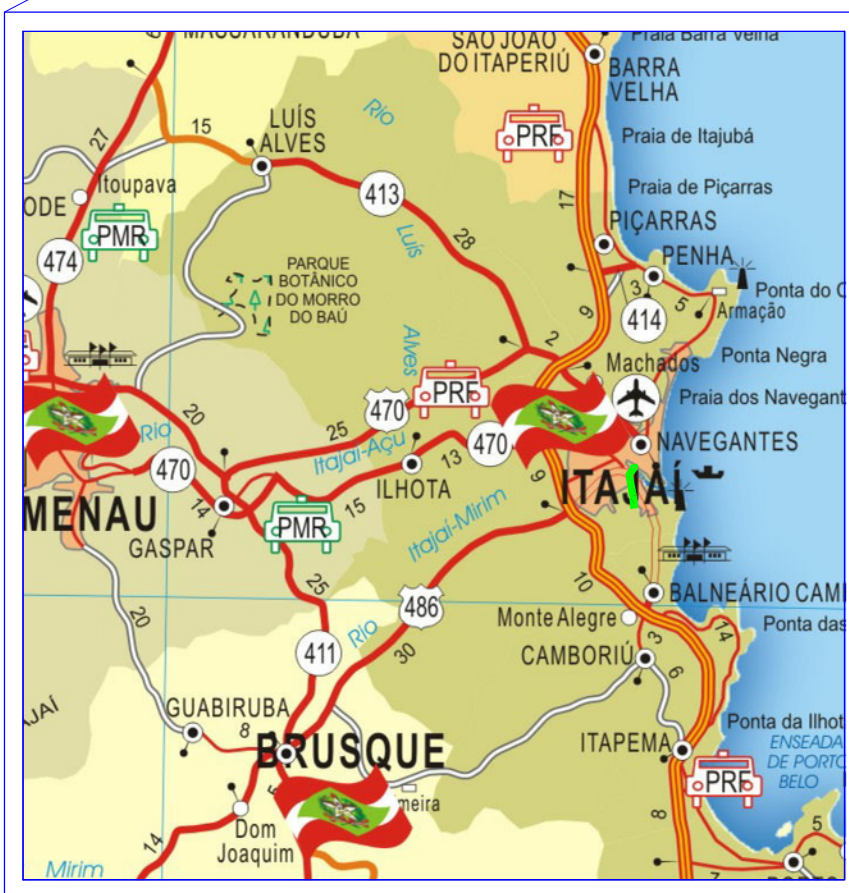 MASSARANDUBA
SÃO JOÃO
DO ITAPERIÚ
Praia Barra Velha
BARRA
VELHA
Rio
LUÍS
ALVES
15
27
PRF
Praia de Itajubá
Itoupava
ODE
413
17
Praia de Piçarras
PIÇARRAS
PMR
474
Luís
28
PENHA
PARQUE
BOTÂNICO
DO MORRO
DO BAÚ
3
5
Ponta do C
Armação
414
9
2
Alves
Machados
Ponta Negra
PRF
470
Praia dos Navegant
20
25
Rio
Itajaí-Açu
470
NAVEGANTES
470
13
ILHOTA
9
ITAJAÍ
14
15
MENAU
GASPAR
PMR
Itajaí-Mirim
25
10
486
BALNEÁRIO CAM
20
Monte Alegre
14
Ponta das
Rio
30
411
3
CAMBORIÚ
6
AJAÍ
GUABIRUBA
8
Ponta da Ilhot
BRUSQUE
ITAPEMA
ENSEADA
DE PORTO
BELO
PRF
5
meira
8
5
Dom
Joaquim
14
Mirim
7